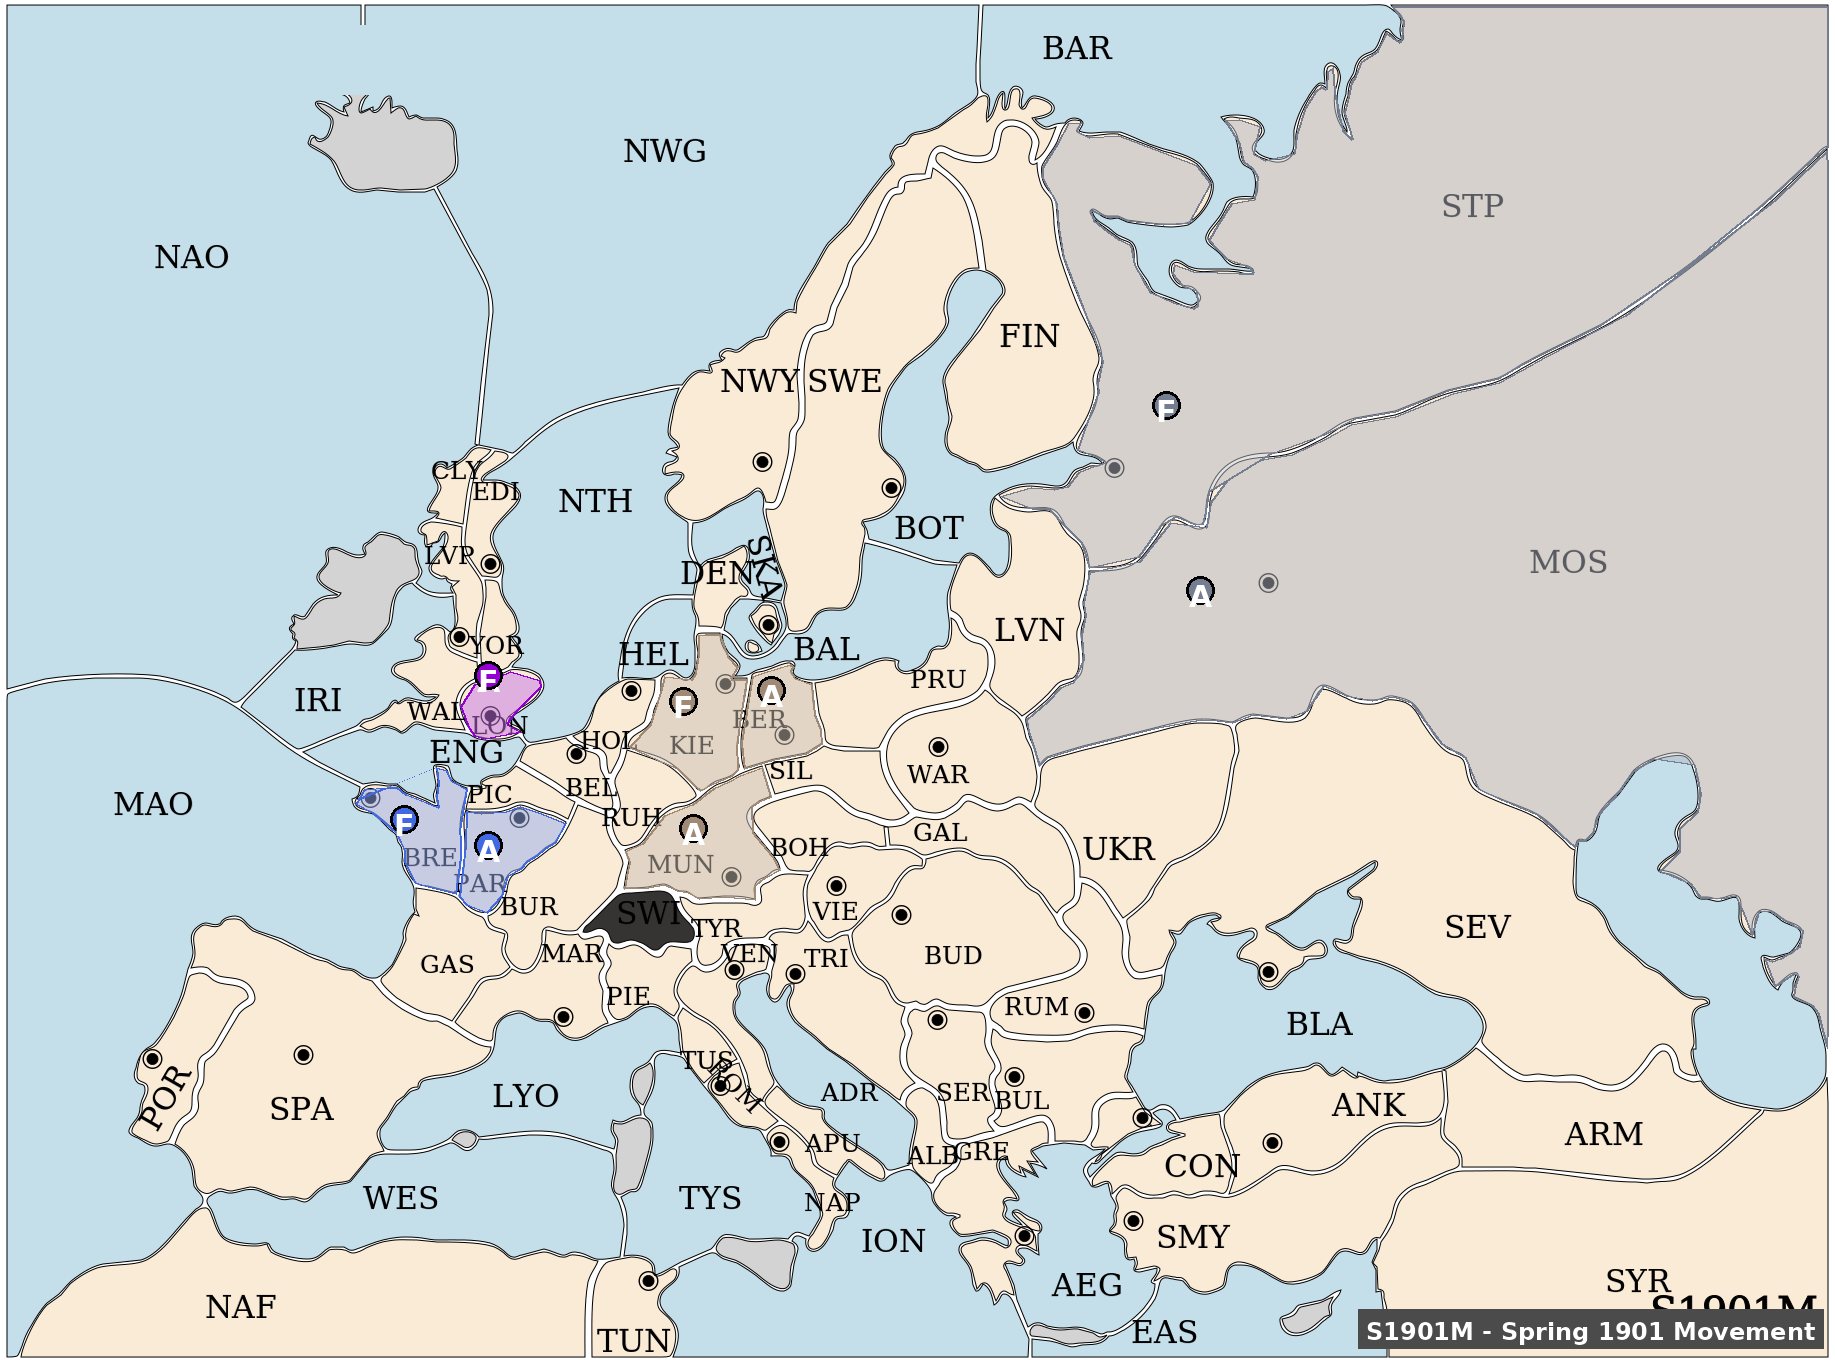 BAR
NWG
STP
NAO
FIN
NWY SWE
CLY
EDI
NTH
BOT
LVP
SKA
DEN
MOS
LVN
YOR
HEL
BAL
PRU
IRI
WAL
LON
BER
F
A
F
F
A
A
F
A
ENG
HOL
KIE
SIL
WAR
MAO
PIC
BEL
RUH
BOH
GAL
UKR
BRE
PAR
MUN
BUR
SWI
TYR
VIE
SEV
GAS
MAR
VEN
TRI
BUD
PIE
RUM
BLA
TUS
ROM
POR
SPA
LYO
ADR
SER
BUL
ANK
ARM
APU
ALB
GRE
CON
WES
TYS
NAP
ION
SMY
AEG
SYR
NAF
TUN
EAS
S1901M
S1901M - Spring 1901 Movement